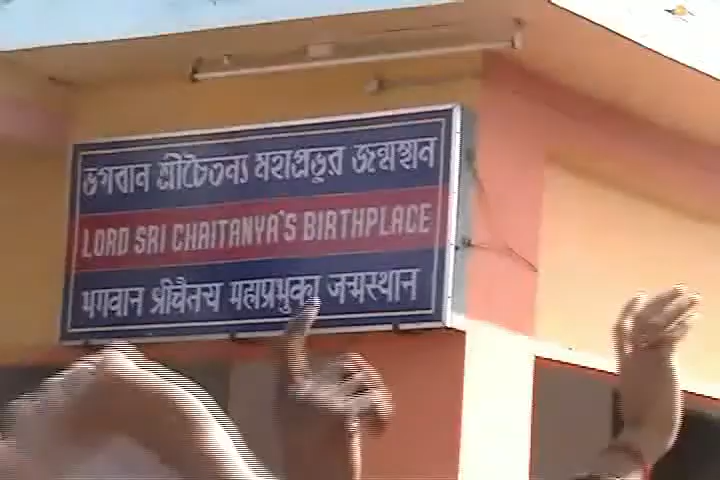 ভগবান শ্রীচৈতন্য মহাপ্রভুর জন্মস্থান
LORD SRI CHAITANYA'S BIRTHPLACE
भगवान श्रीचैतन्य महाप्रभुका जन्मस्थान